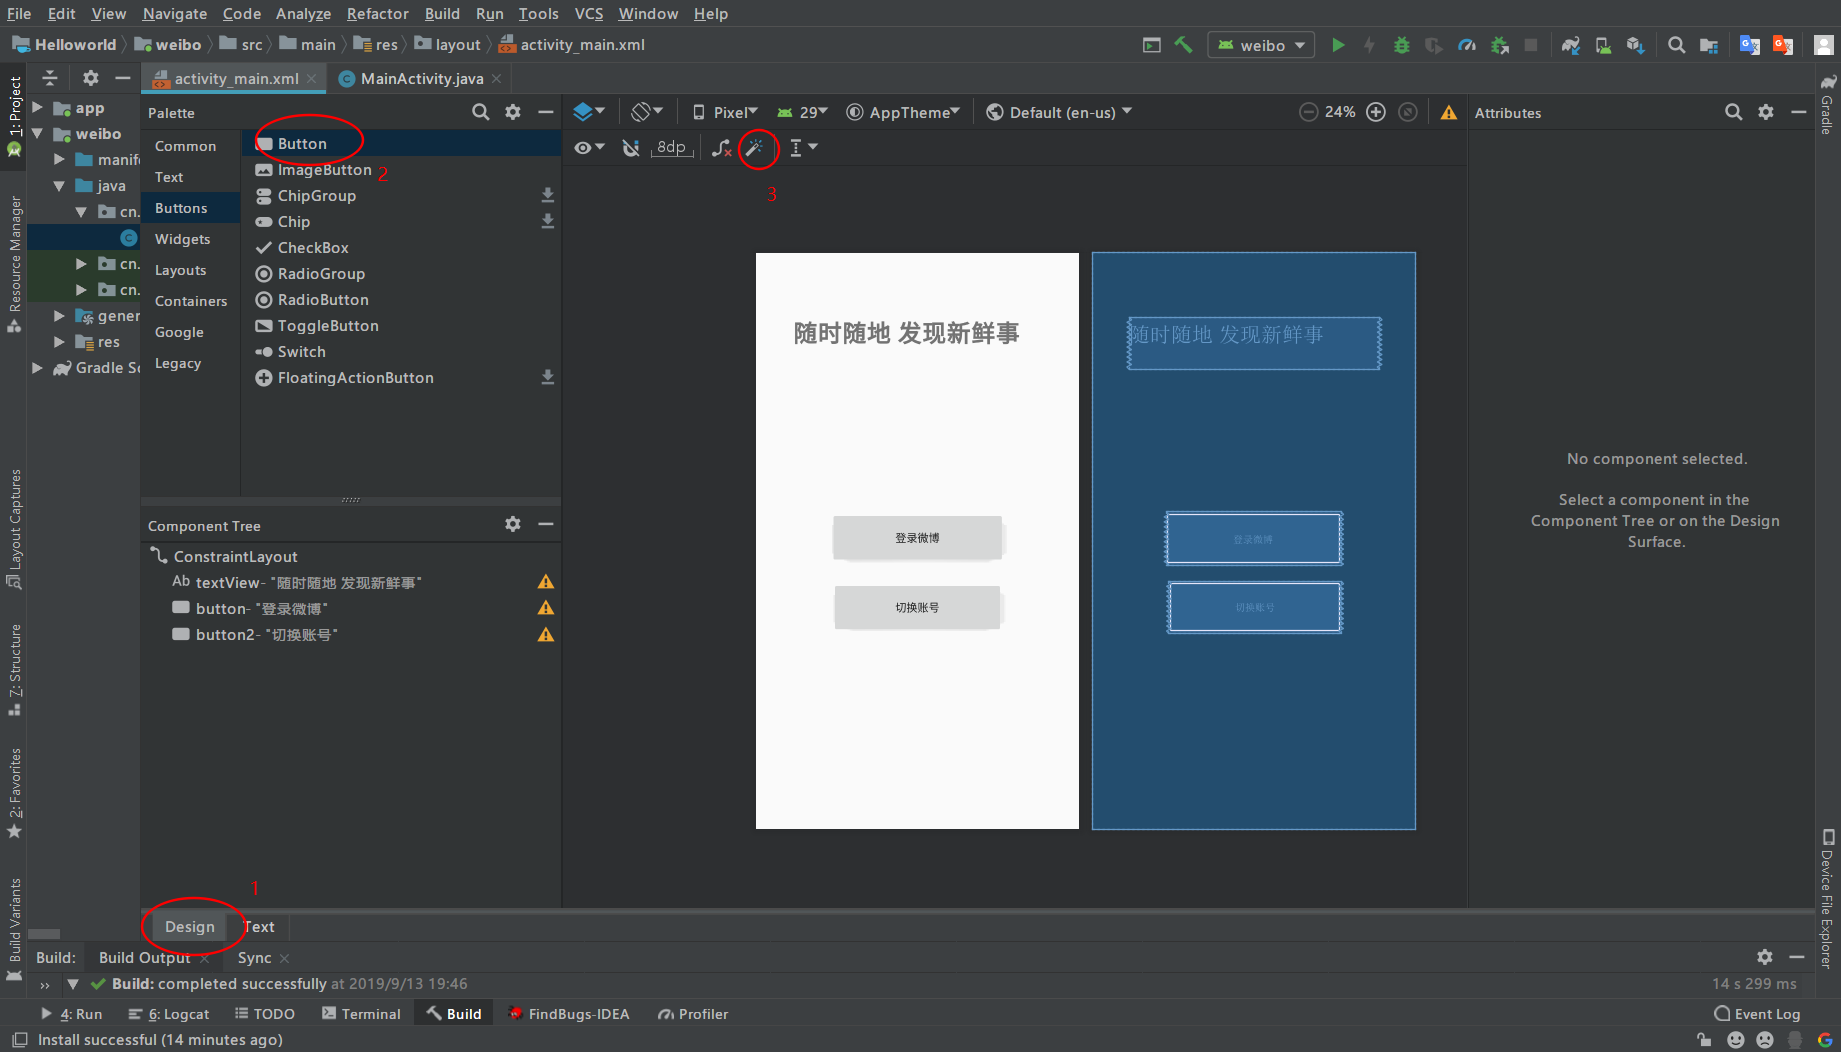 File Edit View Navigate Code Analyze Refactor Build Run Tools VCS Window Help
Helloworld weibo src main res layout activity_main.xml weibo
activity_main.xml MainActivity.java
1: Project
Resource Manager
Layout Captures
7: Structure
2: Favorites
Build Variants
app
weibo
manif
java
cn.
cn.
cn.
gener
res
Gradle Sc
Palette
Common
Text
Buttons
Widgets
Layouts
Containers
Google
Legacy
Button
ImageButton 2
ChipGroup
Chip
CheckBox
RadioGroup
RadioButton
ToggleButton
Switch
FloatingActionButton
Component Tree
ConstraintLayout
Ab textView- "随时随地 发现新鲜事"
button- "登录微博"
button2- "切换账号"
1
Design Text
Pixel 29 AppTheme Default (en-us) 24%
8dp
3
随时随地 发现新鲜事
登录微博
切换账号
随时随地 发现新鲜事
登录微博
切换账号
Attributes
No component selected.
Select a component in the
Component Tree or on the Design
Surface.
Gradle
Device File Explorer
Build: Build Output Sync
Build: completed successfully at 2019/9/13 19:46 14 s 299 ms
4: Run 6: Logcat TODO Terminal Build FindBugs-IDEA Profiler Event Log
Install successful (14 minutes ago)